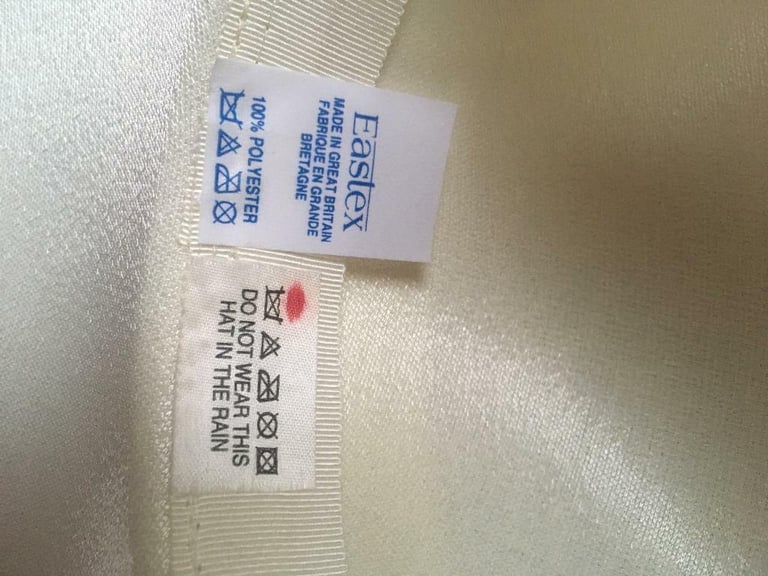 Eastex
MADE IN GREAT BRITAIN
FABRIQUE EN GRANDE
BRETAGNE
100% POLYESTER
DO NOT WEAR THIS
HAT IN THE RAIN